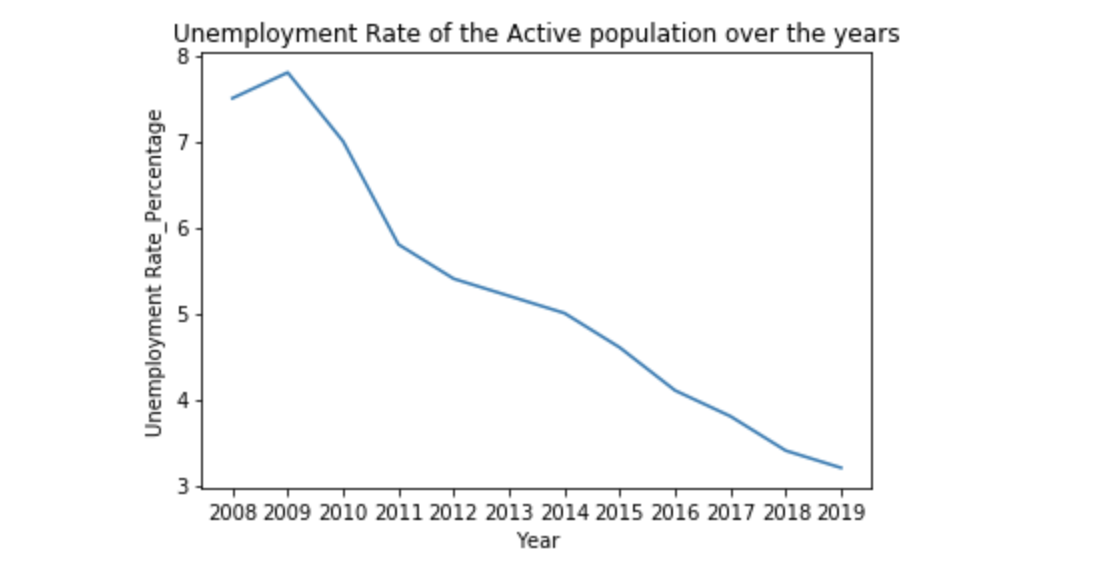 Unemployment Rate of the Active population over the years
Unemployment Rate_Percentage
8
7
6
5
4
3
2008 2009 2010 2011 2012 2013 2014 2015 2016 2017 2018 2019
Year